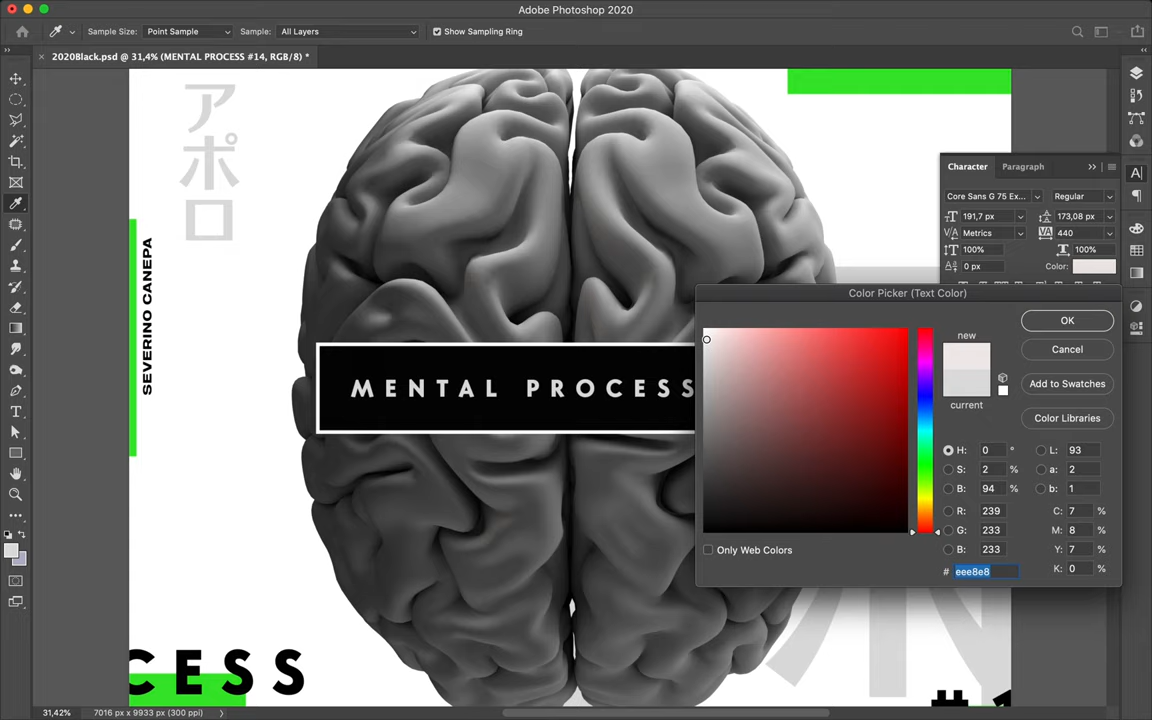 Adobe Photoshop 2020
Sample Size: Point Sample Sample: All Layers Show Sampling Ring
2020Black.psd @ 31,4% (MENTAL PROCESS #14, RGB/8) *
アポロ
SEVERINO CANEPA
MENTAL PROCESS
CESS
Character Paragraph
Core Sans G 75 Ex... Regular
191,7 px 173,08 px
Metrics 440
100% 100%
0 px Color:
Color Picker (Text Color)
new
current
OK
Cancel
Add to Swatches
Color Libraries
H: 0 °
S: 2 %
B: 94 %
R: 239
G: 233
B: 233
# eee8e8
L: 93
a: 2
b: 1
C: 7 %
M: 8 %
Y: 7 %
K: 0 %
Only Web Colors
31,42% 7016 px x 9933 px (300 ppi)